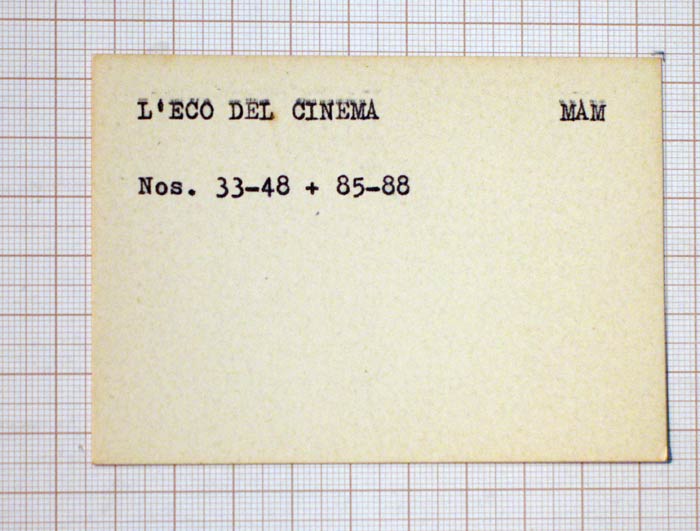 L'ECO DEL CINEMA MAM
Nos. 33-48 + 85-88